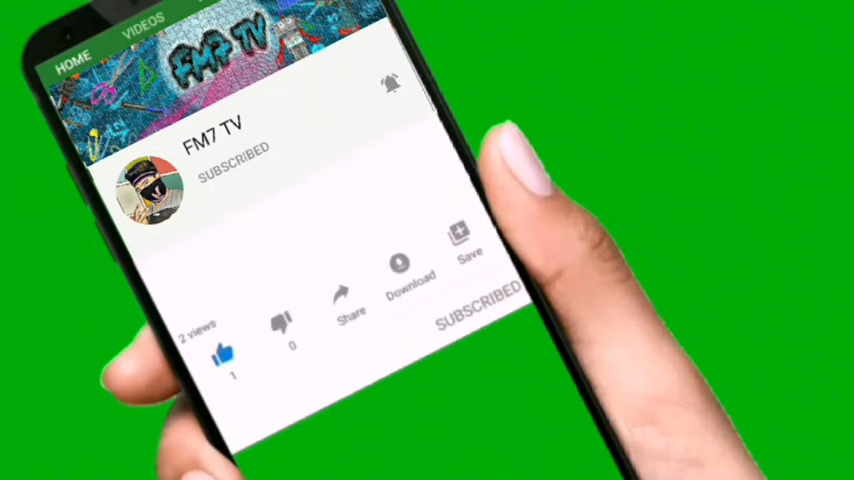 HOME VIDEOS
FM7 TV
FM7 TV
SUBSCRIBED
2 views
1
0
Share
Download
Save
SUBSCRIBED